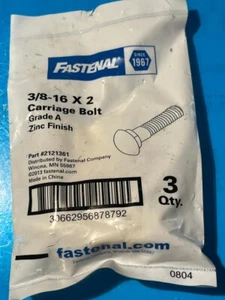 FASTENAL®
SINCE
1967
3/8-16 X 2
Carriage Bolt
Grade A
Zinc Finish
Part #2121361
Distributed by Fastenal Company
Winona, MN 55987
©2013 fastenal.com
Made in China
3
Qty.
30662956878792
fastenal.com
0804